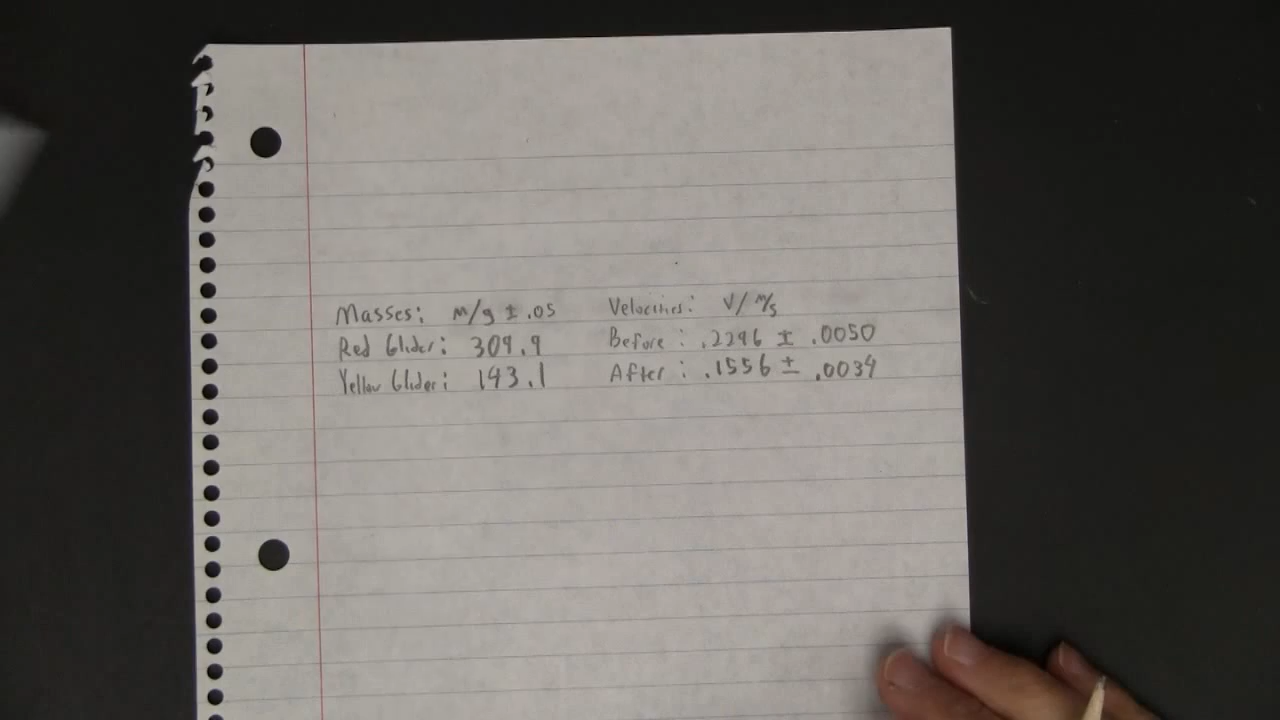 Masses: m/g ± .05 Velocities: V/ m/s
Red Glider: 309.9 Before: .2296 ± .0050
Yellow Glider: 143.1 After: .1556 ± .0034